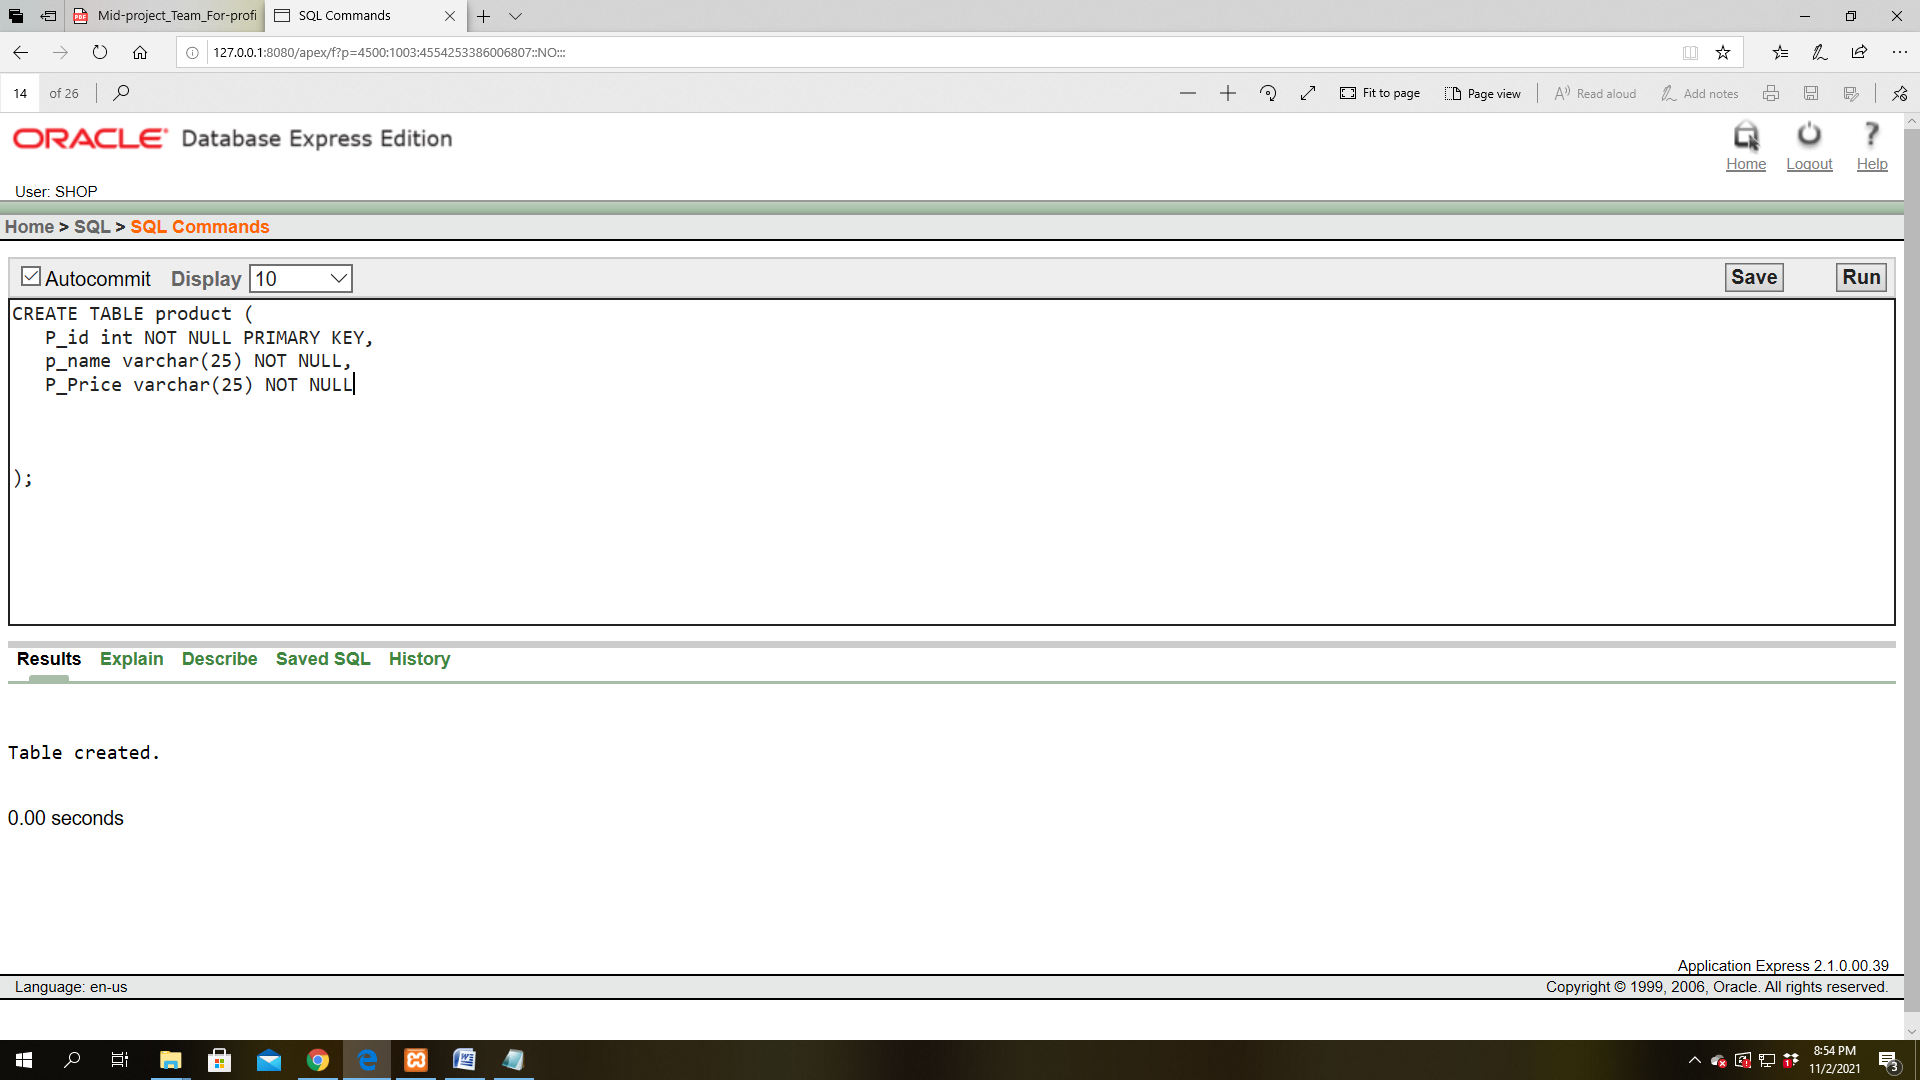 Mid-project_Team_For-profi
SQL Commands
127.0.0.1:8080/apex/f?p=4500:1003:4554253386006807::NO:::
14 of 26
Fit to page
Page view
Read aloud
Add notes
ORACLE Database Express Edition
Home
Logout
Help
User: SHOP
Home > SQL > SQL Commands
Autocommit Display 10
Save
Run
CREATE TABLE product (
P_id int NOT NULL PRIMARY KEY,
p_name varchar(25) NOT NULL,
P_Price varchar(25) NOT NULL
);
Results Explain Describe Saved SQL History
Table created.
0.00 seconds
Application Express 2.1.0.00.39
Language: en-us
Copyright © 1999, 2006, Oracle. All rights reserved.
8:54 PM
11/2/2021
3